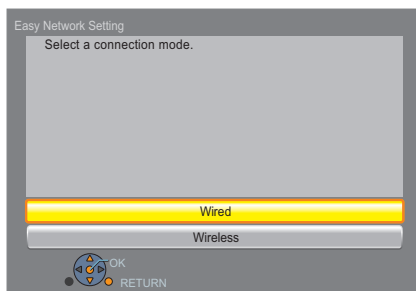 Easy Network Setting
Select a connection mode.
Wired
Wireless
OK
RETURN